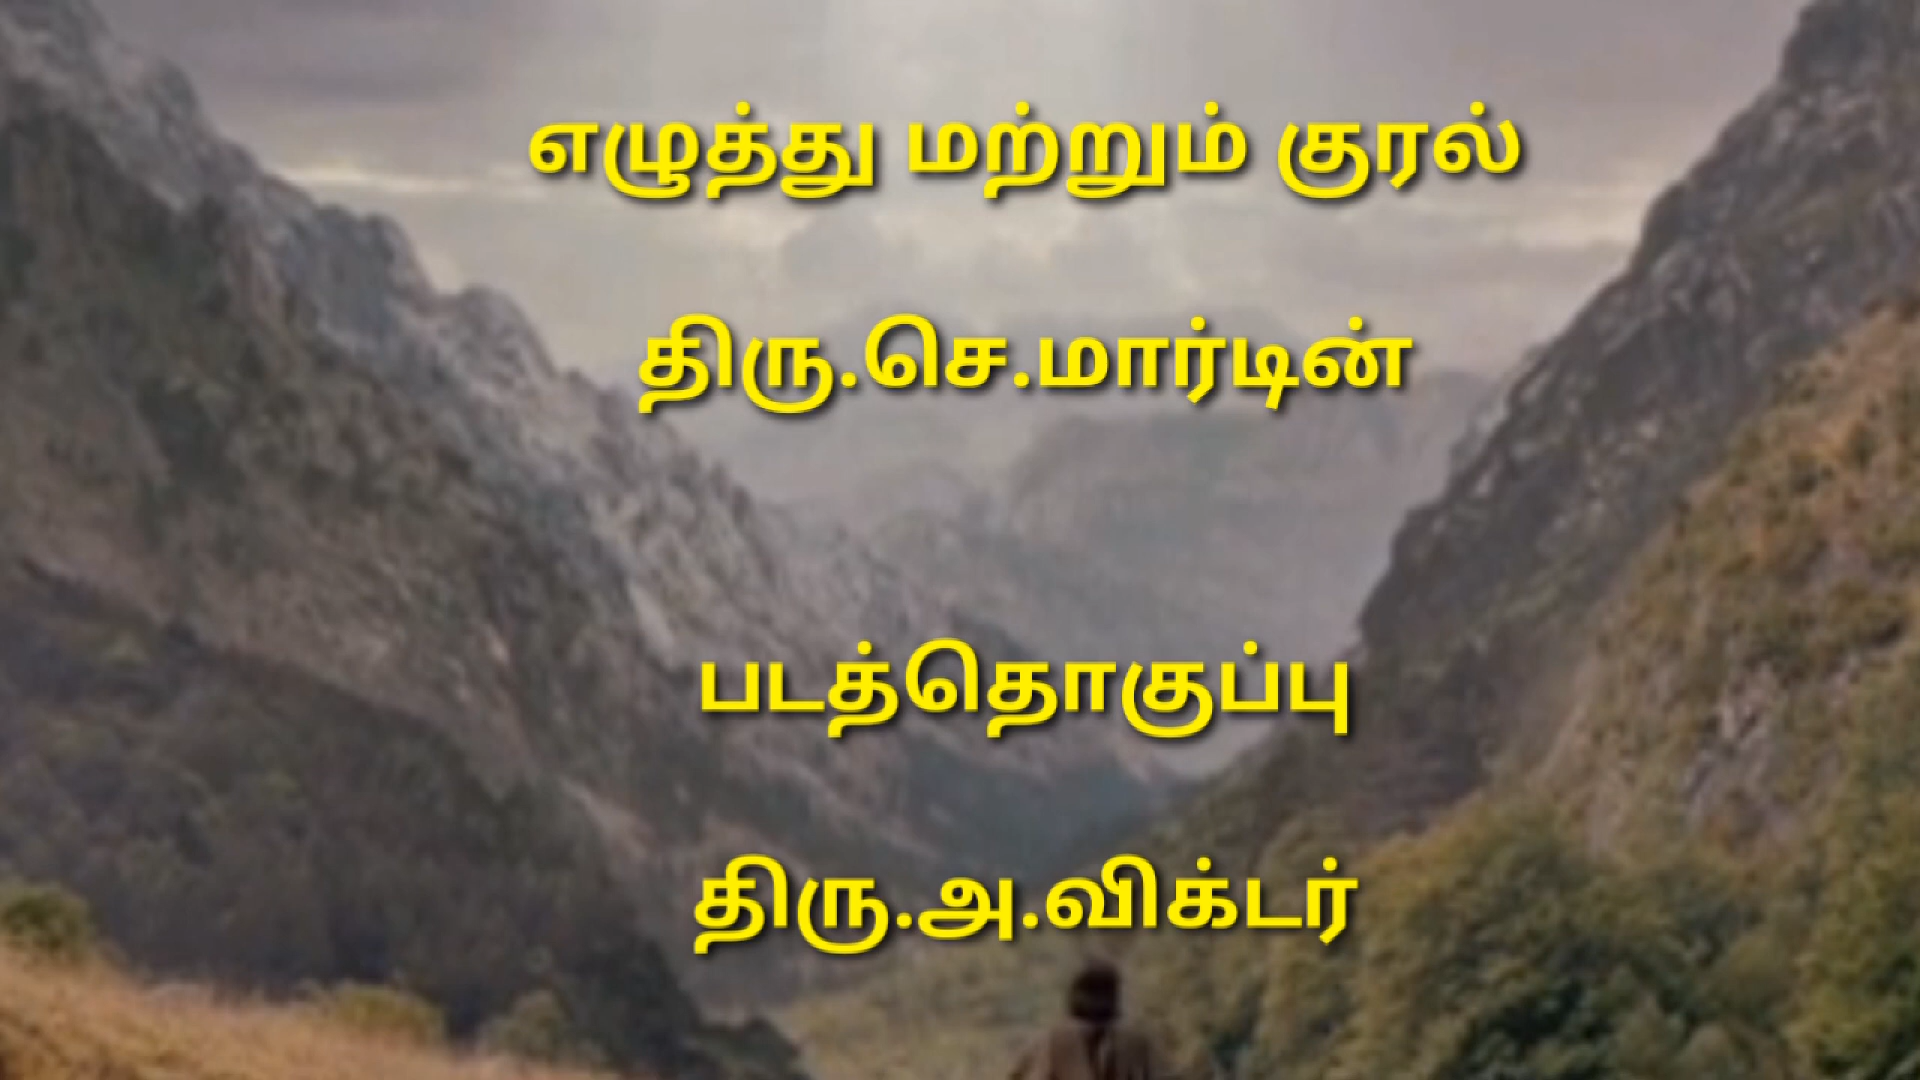 எழுத்து மற்றும் குரல்
திரு.செ.மார்டின்
படத்தொகுப்பு
திரு.அ.விக்டர்